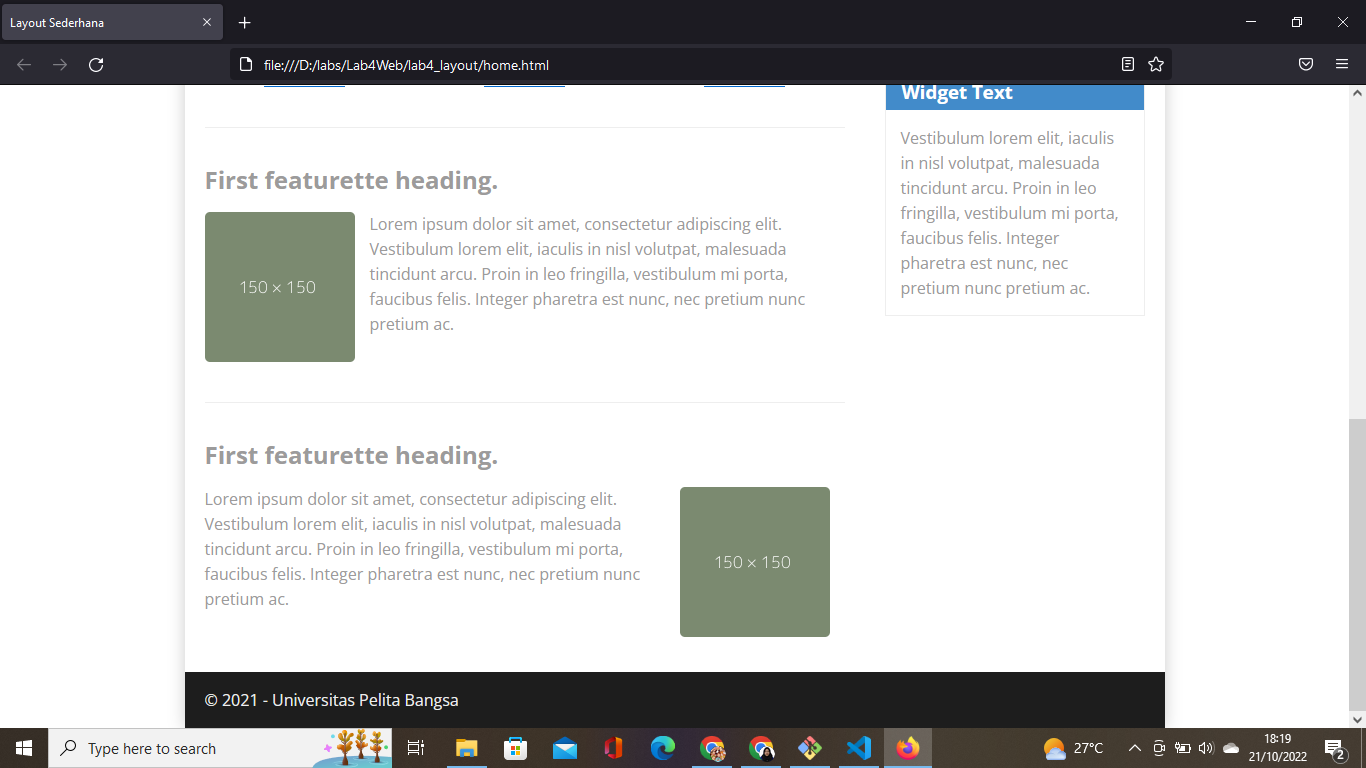 Layout Sederhana
file:///D:/labs/Lab4Web/lab4_layout/home.html
Widget Text
Vestibulum lorem elit, iaculis
in nisl volutpat, malesuada
tincidunt arcu. Proin in leo
fringilla, vestibulum mi porta,
faucibus felis. Integer
pharetra est nunc, nec
pretium nunc pretium ac.
First featurette heading.
150 × 150
Lorem ipsum dolor sit amet, consectetur adipiscing elit.
Vestibulum lorem elit, iaculis in nisl volutpat, malesuada
tincidunt arcu. Proin in leo fringilla, vestibulum mi porta,
faucibus felis. Integer pharetra est nunc, nec pretium nunc
pretium ac.
First featurette heading.
Lorem ipsum dolor sit amet, consectetur adipiscing elit.
Vestibulum lorem elit, iaculis in nisl volutpat, malesuada
tincidunt arcu. Proin in leo fringilla, vestibulum mi porta,
faucibus felis. Integer pharetra est nunc, nec pretium nunc
pretium ac.
150 × 150
© 2021 - Universitas Pelita Bangsa
Type here to search
27°C
18:19
21/10/2022
2